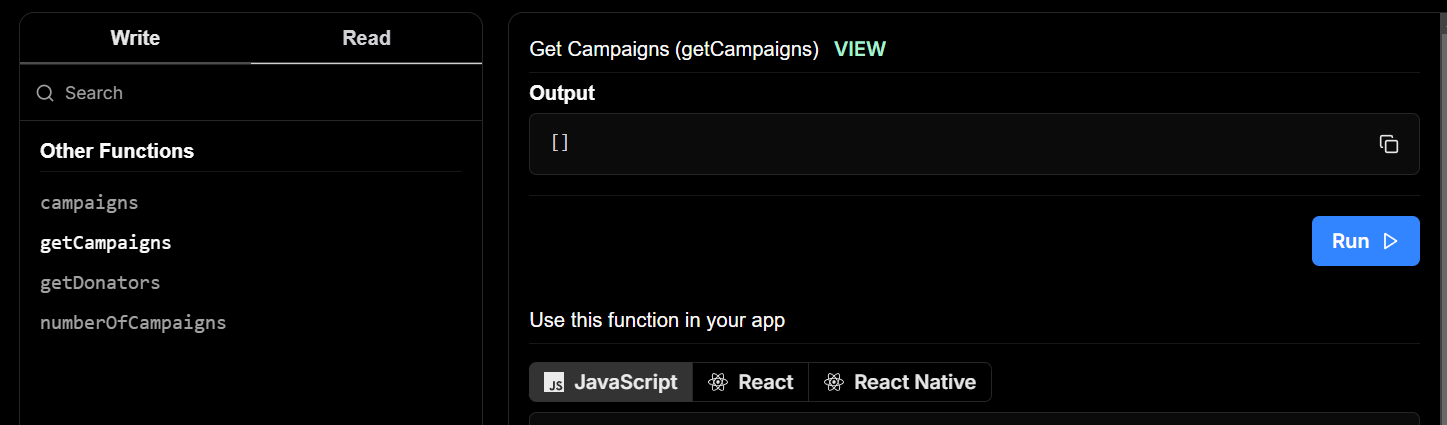 Write Read
Search
Other Functions
campaigns
getCampaigns
getDonators
numberOfCampaigns
Get Campaigns (getCampaigns) VIEW
Output
[]
Run
Use this function in your app
JS JavaScript React React Native